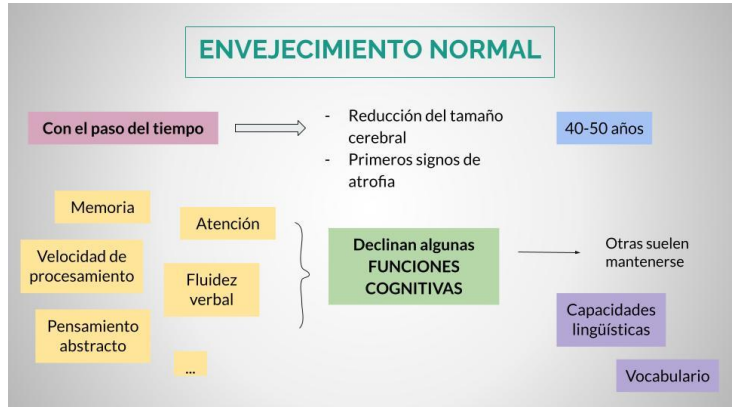 ENVEJECIMIENTO NORMAL
Con el paso del tiempo
- Reducción del tamaño
cerebral
- Primeros signos de
atrofia
40-50 años
Memoria
Atención
Velocidad de
procesamiento
Fluidez
verbal
Pensamiento
abstracto
...
Declinan algunas
FUNCIONES
COGNITIVAS
Otras suelen
mantenerse
Capacidades
lingüísticas
Vocabulario